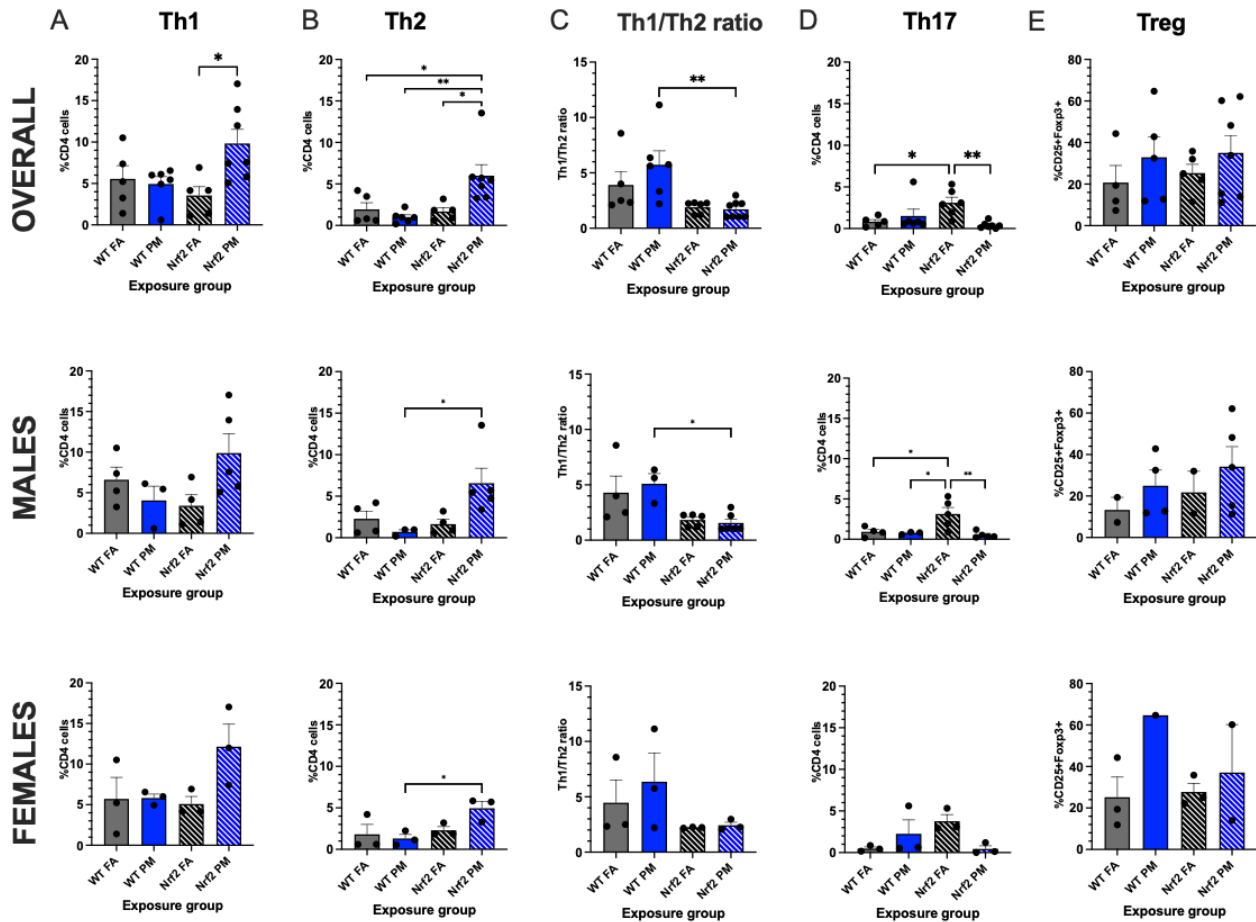 A Th1 B Th2 C Th1/Th2 ratio D Th17 E Treg
OVERALL
%CD4 cells
20
15
10
5
0
*
WT FA WT PM Nrf2 FA Nrf2 PM
Exposure group
%CD4 cells
20
15
10
5
0
*
**
*
WT FA WT PM Nrf2 FA Nrf2 PM
Exposure group
Th1/Th2 ratio
15
10
5
0
**
WT FA WT PM Nrf2 FA Nrf2 PM
Exposure group
%CD4 cells
20
15
10
5
0
*
**
WT FA WT PM Nrf2 FA Nrf2 PM
Exposure group
%CD25+Foxp3+
80
60
40
20
0
WT FA WT PM Nrf2 FA Nrf2 PM
Exposure group
MALES
%CD4 cells
20
15
10
5
0
WT FA WT PM Nrf2 FA Nrf2 PM
Exposure group
%CD4 cells
20
15
10
5
0
*
WT FA WT PM Nrf2 FA Nrf2 PM
Exposure group
Th1/Th2 ratio
15
10
5
0
*
WT FA WT PM Nrf2 FA Nrf2 PM
Exposure group
%CD4 cells
20
15
10
5
0
*
*
**
WT FA WT PM Nrf2 FA Nrf2 PM
Exposure group
%CD25+Foxp3+
80
60
40
20
0
WT FA WT PM Nrf2 FA Nrf2 PM
Exposure group
FEMALES
%CD4 cells
20
15
10
5
0
WT FA WT PM Nrf2 FA Nrf2 PM
Exposure group
%CD4 cells
20
15
10
5
0
*
WT FA WT PM Nrf2 FA Nrf2 PM
Exposure group
Th1/Th2 ratio
15
10
5
0
WT FA WT PM Nrf2 FA Nrf2 PM
Exposure group
%CD4 cells
20
15
10
5
0
WT FA WT PM Nrf2 FA Nrf2 PM
Exposure group
%CD25+Foxp3+
80
60
40
20
0
WT FA WT PM Nrf2 FA Nrf2 PM
Exposure group